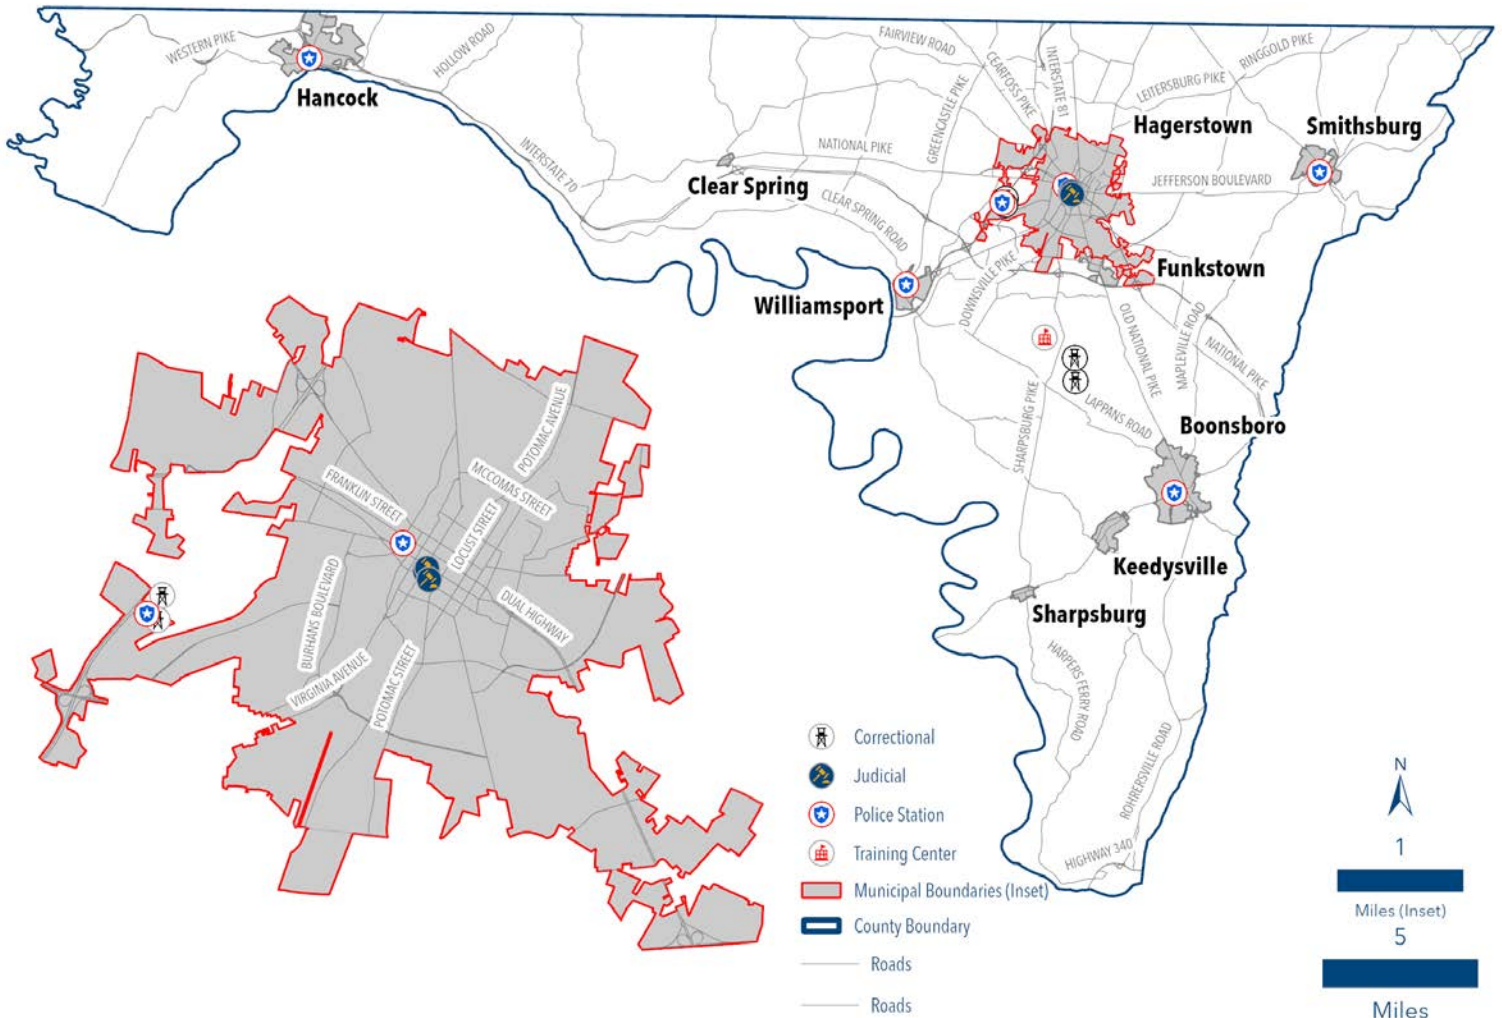 WESTERN PIKE
HOLLOW ROAD
Hancock
INTERSTATE 70
FAIRVIEW ROAD
CEARFOSS PIKE
INTERSTATE 81
RINGGOLD PIKE
LEITERSBURG PIKE
GREENCASTLE PIKE
Hagerstown
Smithsburg
NATIONAL PIKE
Clear Spring
JEFFERSON BOULEVARD
CLEAR SPRING ROAD
Williamsport
DOWNSVILLE PIKE
Funkstown
OLD NATIONAL PIKE
MAPLEVILLE ROAD
NATIONAL PIKE
SHARPSBURG PIKE
LAPPANS ROAD
Boonsboro
Keedysville
Sharpsburg
HARPERS FERRY ROAD
ROHRERSVILLE ROAD
HIGHWAY 340
POTOMAC AVENUE
MCCOMAS STREET
FRANKLIN STREET
LOCUST STREET
BURHANS BOULEVARD
DUAL HIGHWAY
VIRGINIA AVENUE
POTOMAC STREET
Correctional
Judicial
Police Station
Training Center
Municipal Boundaries (Inset)
County Boundary
Roads
Roads
N
1
Miles (Inset)
5
Miles